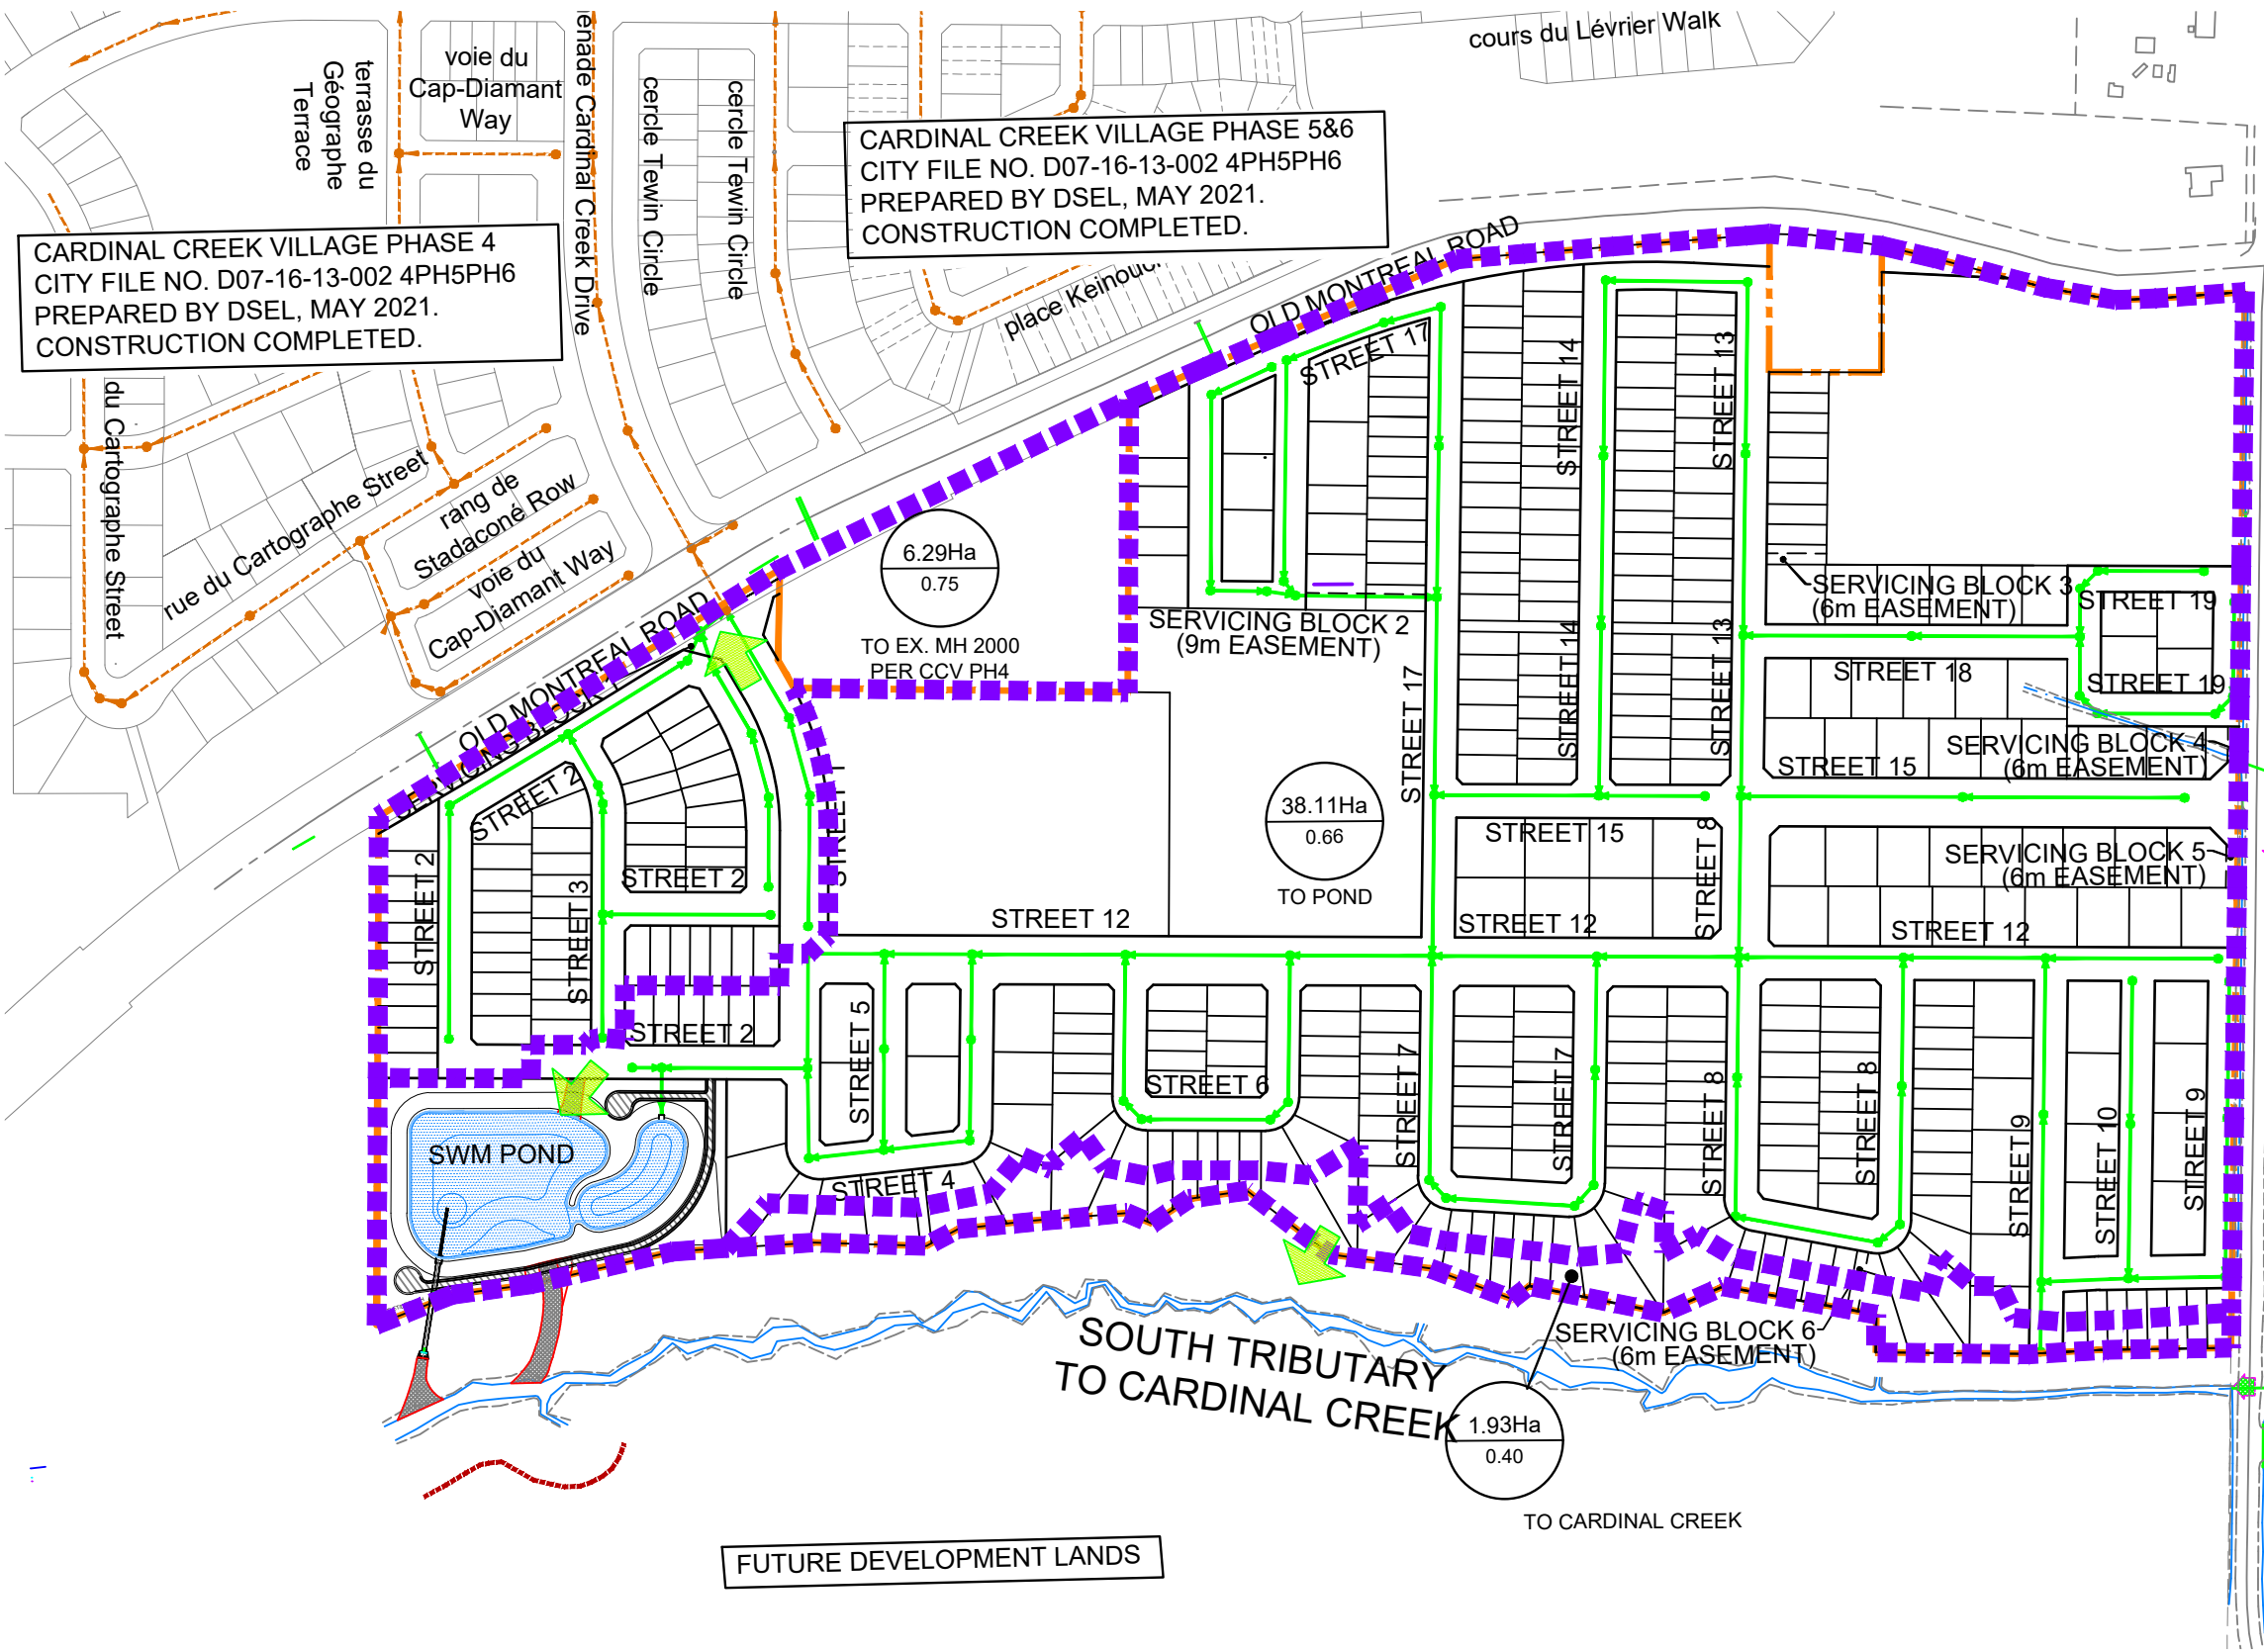 cours du Lévrier Walk
voie du
Cap-Diamant
Way
terrasse du
Géographe
Terrace
enade Cardinal Creek Drive
cercle Tewin Circle
cercle Tewin Circle
CARDINAL CREEK VILLAGE PHASE 5&6
CITY FILE NO. D07-16-13-002 4PH5PH6
PREPARED BY DSEL, MAY 2021.
CONSTRUCTION COMPLETED.
CARDINAL CREEK VILLAGE PHASE 4
CITY FILE NO. D07-16-13-002 4PH5PH6
PREPARED BY DSEL, MAY 2021.
CONSTRUCTION COMPLETED.
place Keinouc
OLD MONTREAL ROAD
STREET 17
STREET 14
STREET 13
du Cartographe Street
rue du Cartographe Street
rang de
Stadaconé Row
voie du
Cap-Diamant Way
6.29Ha
0.75
TO EX. MH 2000
PER CCV PH4
SERVICING BLOCK 2
(9m EASEMENT)
SERVICING BLOCK 3
(6m EASEMENT)
STREET 19
STREET 14
STREET 13
STREET 18
STREET 19
OLD MONTREAL ROAD
SERVICING BLOCK 1
STREET 17
SERVICING BLOCK 4
(6m EASEMENT)
STREET 15
STREET 2
STREET 1
38.11Ha
0.66
TO POND
STREET 15
STREET 8
SERVICING BLOCK 5
(6m EASEMENT)
STREET 2
STREET 2
STREET 3
STREET 12
STREET 12
STREET 12
STREET 2
STREET 5
STREET 6
STREET 7
STREET 7
STREET 8
STREET 8
STREET 9
STREET 10
STREET 9
SWM POND
STREET 4
SOUTH TRIBUTARY
TO CARDINAL CREEK
SERVICING BLOCK 6
(6m EASEMENT)
1.93Ha
0.40
TO CARDINAL CREEK
FUTURE DEVELOPMENT LANDS